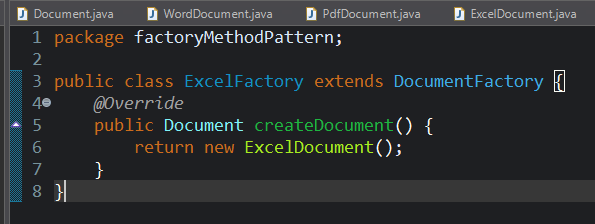 Document.java WordDocument.java PdfDocument.java ExcelDocument.java
1 package factoryMethodPattern;
2
3 public class ExcelFactory extends DocumentFactory {
4     @Override
5     public Document createDocument() {
6         return new ExcelDocument();
7     }
8 }